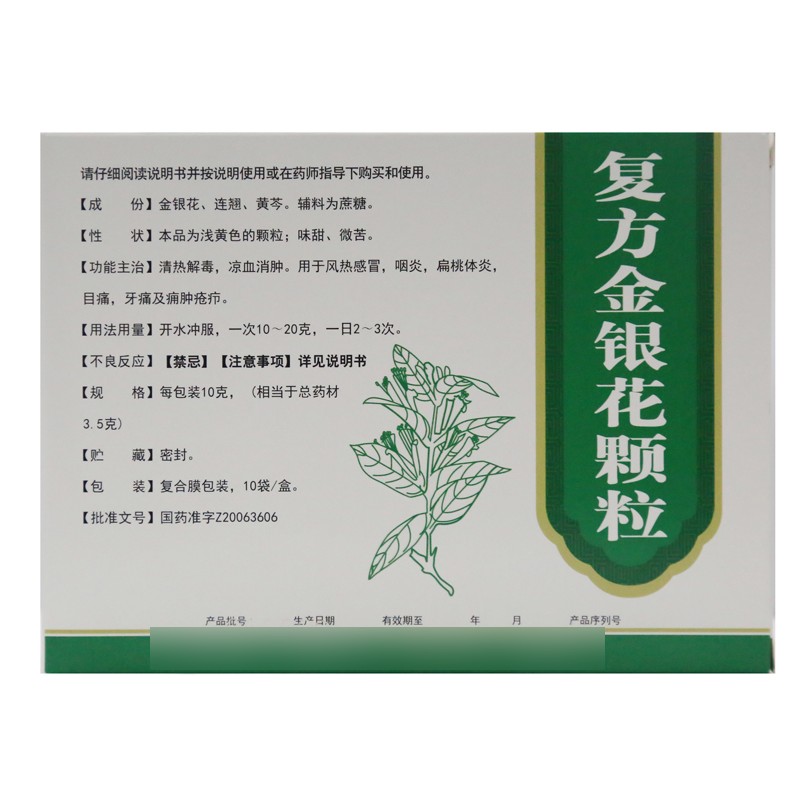 复方金银花颗粒
请仔细阅读说明书并按说明使用或在药师指导下购买和使用。
【成　份】金银花、连翘、黄芩。辅料为蔗糖。
【性　状】本品为浅黄色的颗粒；味甜、微苦。
【功能主治】清热解毒，凉血消肿。用于风热感冒，咽炎，扁桃体炎，
目痛，牙痛及痈肿疮疖。
【用法用量】开水冲服，一次10～20克，一日2～3次。
【不良反应】【禁忌】【注意事项】详见说明书
【规　格】每包装10克，（相当于总药材
3.5克）
【贮　藏】密封。
【包　装】复合膜包装，10袋/盒。
【批准文号】国药准字Z20063606
产品批号　生产日期　有效期至　年　月　产品序列号